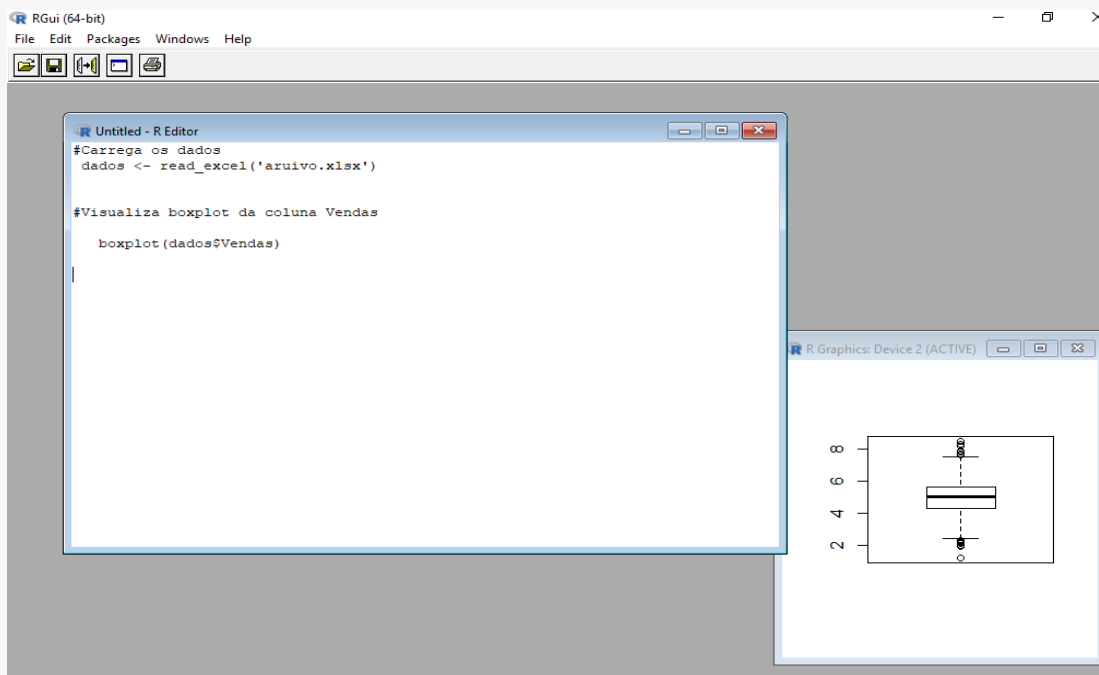 RGui (64-bit)
File Edit Packages Windows Help
Untitled - R Editor
#Carrega os dados
dados <- read_excel('aruivo.xlsx')
#Visualiza boxplot da coluna Vendas
boxplot(dados$Vendas)
R Graphics: Device 2 (ACTIVE)
8
6
4
2